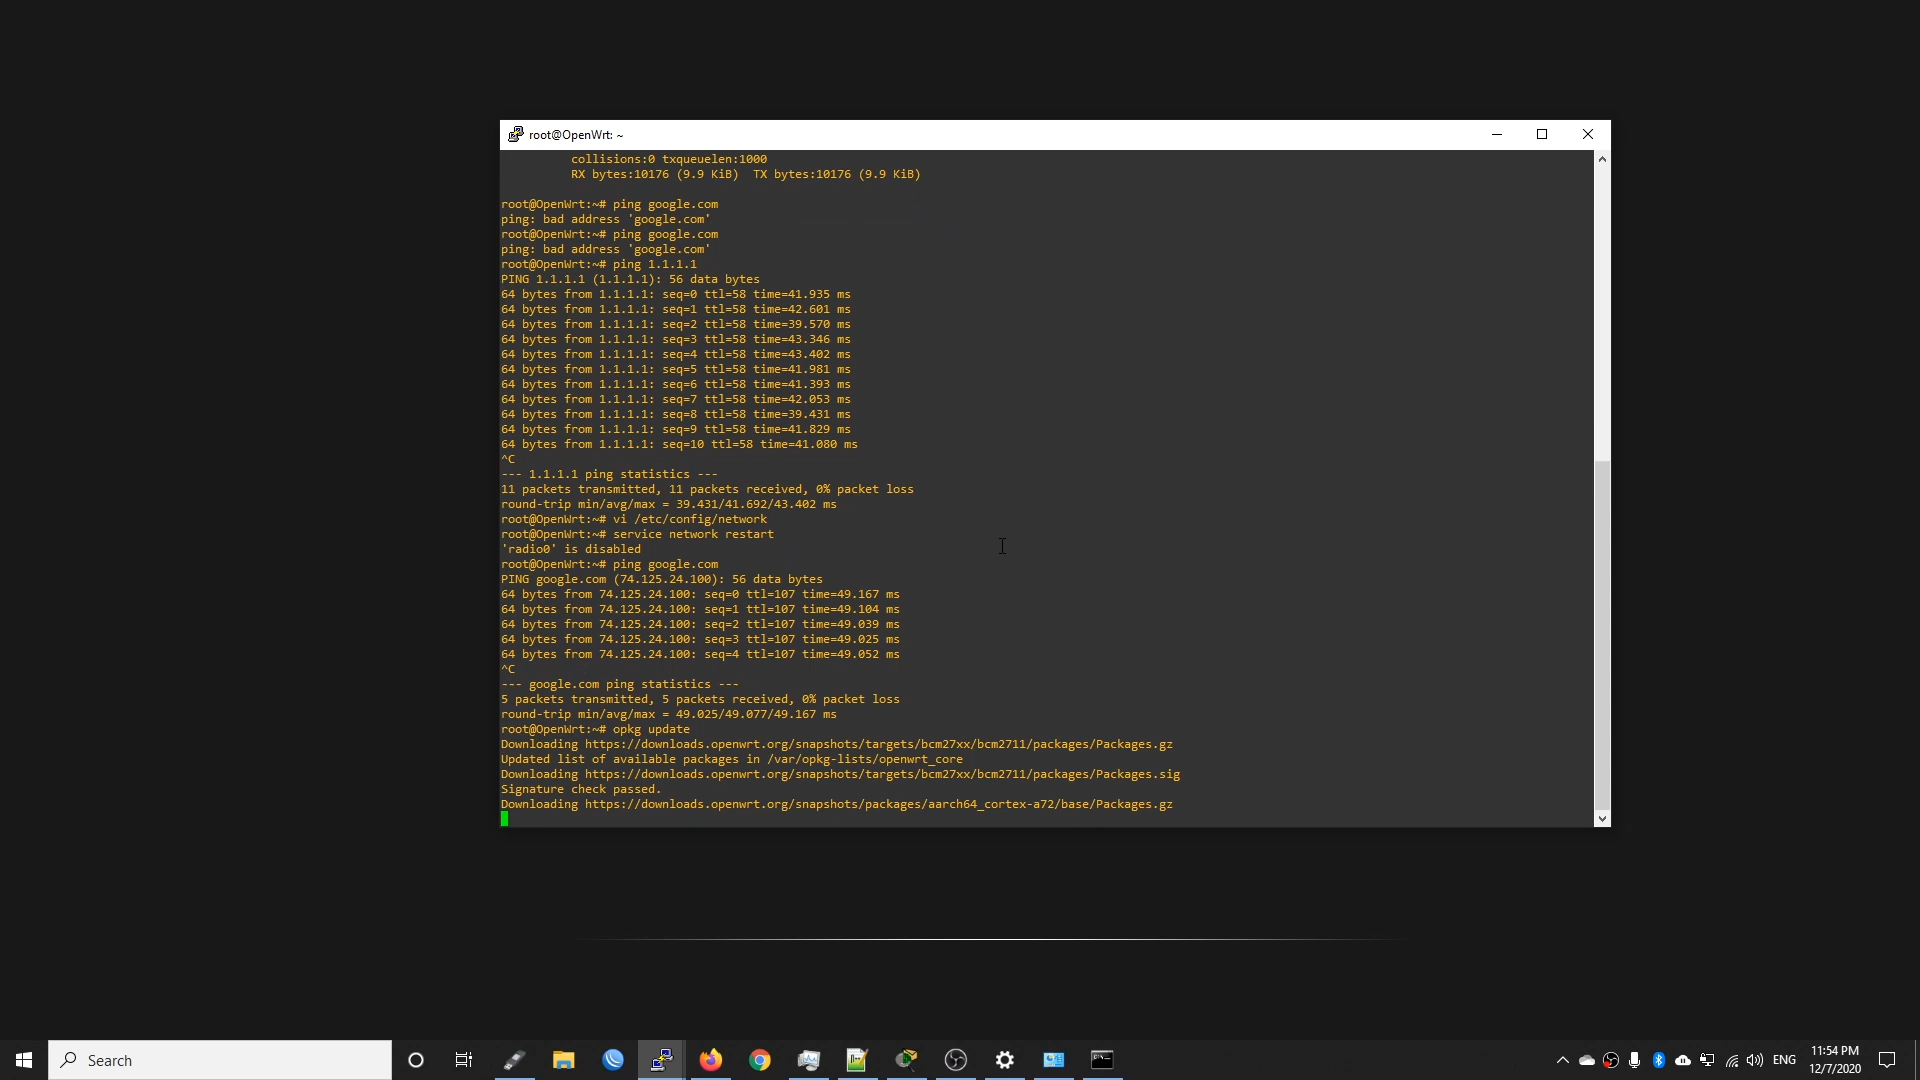 root@OpenWrt: ~
collisions:0 txqueuelen:1000
RX bytes:10176 (9.9 KiB)  TX bytes:10176 (9.9 KiB)
root@OpenWrt:~# ping google.com
ping: bad address 'google.com'
root@OpenWrt:~# ping google.com
ping: bad address 'google.com'
root@OpenWrt:~# ping 1.1.1.1
PING 1.1.1.1 (1.1.1.1): 56 data bytes
64 bytes from 1.1.1.1: seq=0 ttl=58 time=41.935 ms
64 bytes from 1.1.1.1: seq=1 ttl=58 time=42.601 ms
64 bytes from 1.1.1.1: seq=2 ttl=58 time=39.570 ms
64 bytes from 1.1.1.1: seq=3 ttl=58 time=43.346 ms
64 bytes from 1.1.1.1: seq=4 ttl=58 time=43.402 ms
64 bytes from 1.1.1.1: seq=5 ttl=58 time=41.981 ms
64 bytes from 1.1.1.1: seq=6 ttl=58 time=41.393 ms
64 bytes from 1.1.1.1: seq=7 ttl=58 time=42.053 ms
64 bytes from 1.1.1.1: seq=8 ttl=58 time=39.431 ms
64 bytes from 1.1.1.1: seq=9 ttl=58 time=41.829 ms
64 bytes from 1.1.1.1: seq=10 ttl=58 time=41.080 ms
^C
--- 1.1.1.1 ping statistics ---
11 packets transmitted, 11 packets received, 0% packet loss
round-trip min/avg/max = 39.431/41.692/43.402 ms
root@OpenWrt:~# vi /etc/config/network
root@OpenWrt:~# service network restart
'radio0' is disabled
root@OpenWrt:~# ping google.com
PING google.com (74.125.24.100): 56 data bytes
64 bytes from 74.125.24.100: seq=0 ttl=107 time=49.167 ms
64 bytes from 74.125.24.100: seq=1 ttl=107 time=49.104 ms
64 bytes from 74.125.24.100: seq=2 ttl=107 time=49.039 ms
64 bytes from 74.125.24.100: seq=3 ttl=107 time=49.025 ms
64 bytes from 74.125.24.100: seq=4 ttl=107 time=49.052 ms
^C
--- google.com ping statistics ---
5 packets transmitted, 5 packets received, 0% packet loss
round-trip min/avg/max = 49.025/49.077/49.167 ms
root@OpenWrt:~# opkg update
Downloading https://downloads.openwrt.org/snapshots/targets/bcm27xx/bcm2711/packages/Packages.gz
Updated list of available packages in /var/opkg-lists/openwrt_core
Downloading https://downloads.openwrt.org/snapshots/targets/bcm27xx/bcm2711/packages/Packages.sig
Signature check passed.
Downloading https://downloads.openwrt.org/snapshots/packages/aarch64_cortex-a72/base/Packages.gz
Search
ENG
11:54 PM
12/7/2020